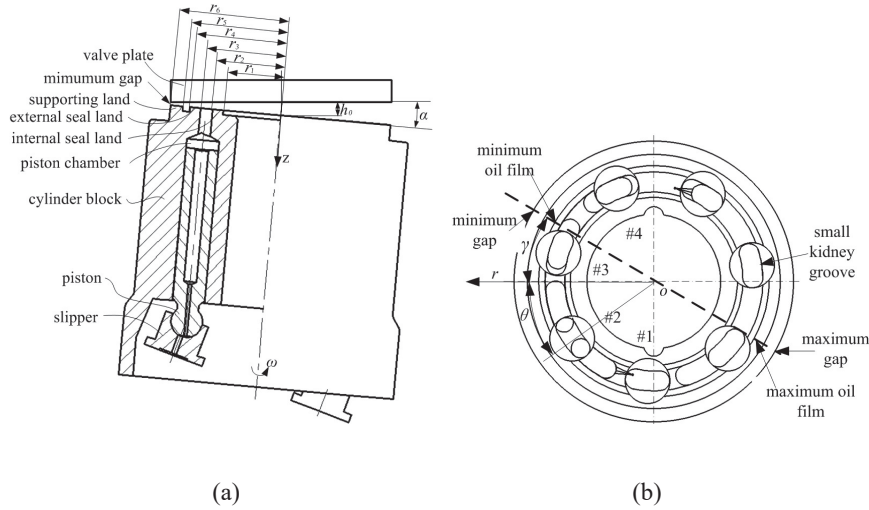 r₆
r₅
r₄
r₃
r₂
r₁
valve plate
mimumum gap
supporting land
external seal land
internal seal land
piston chamber
cylinder block
piston
slipper
h₀
α
z
ω
minimum
oil film
minimum
gap
γ
r
θ
#4
#3
#2
#1
o
small
kidney
groove
maximum
gap
maximum oil
film
(a)
(b)